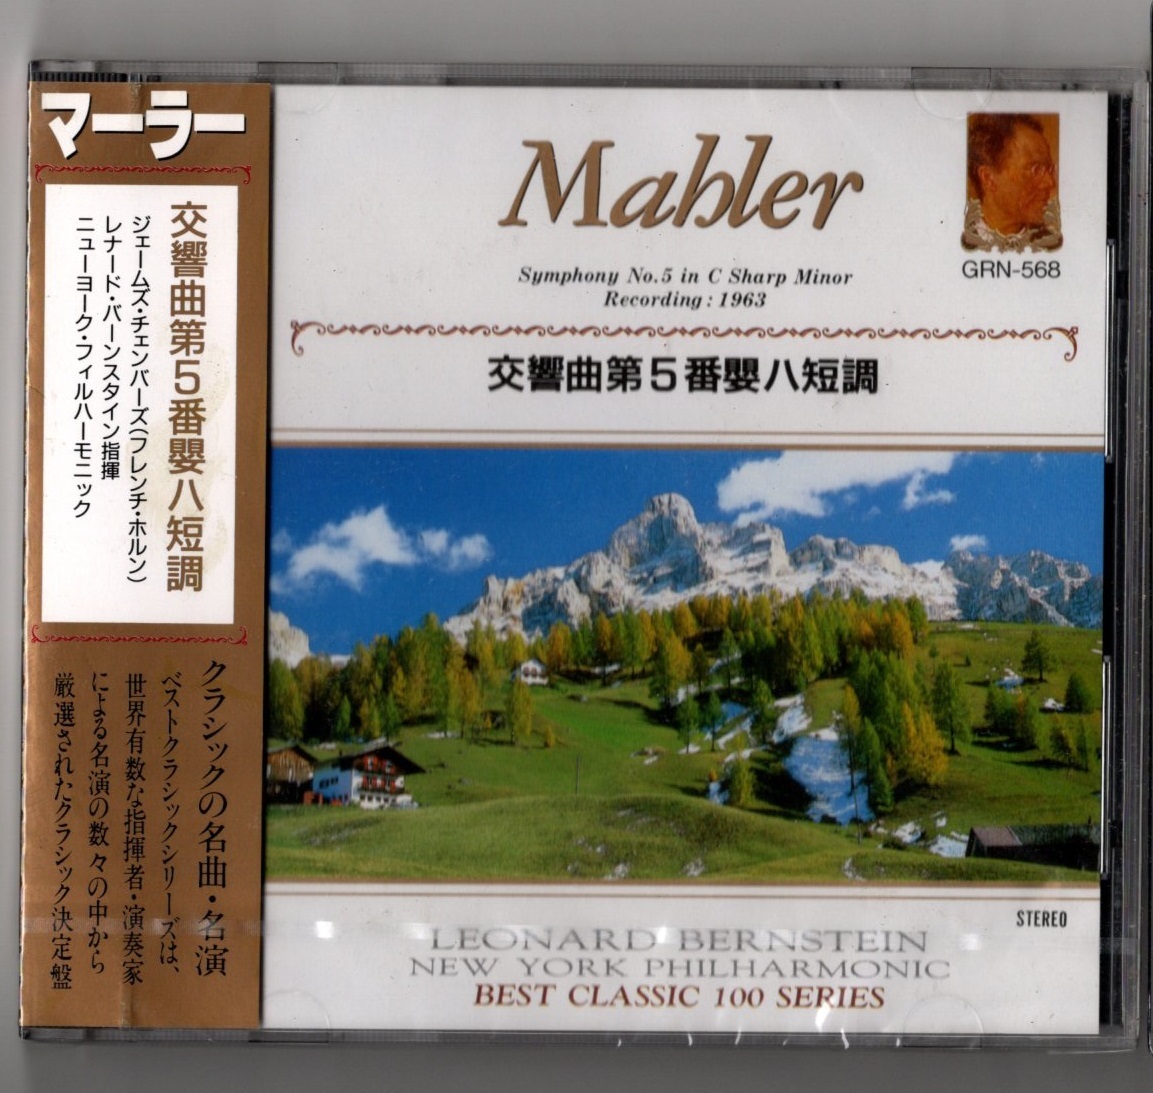 マーラー
交響曲第5番嬰ハ短調
ジェームズ・チェンバーズ(フレンチ・ホルン)
レナード・バーンスタイン指揮
ニューヨーク・フィルハーモニック
クラシックの名曲・名演
ベストクラシックシリーズは、
世界有数な指揮者・演奏家
による名演の数々の中から
厳選されたクラシック決定盤
Mahler
GRN-568
Symphony No.5 in C Sharp Minor
Recording : 1963
交響曲第5番嬰ハ短調
STEREO
LEONARD BERNSTEIN
NEW YORK PHILHARMONIC
BEST CLASSIC 100 SERIES